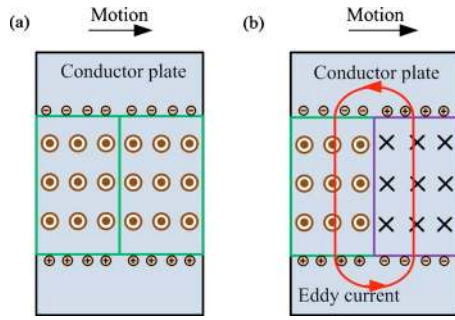 (a)
Motion
Conductor plate
(b)
Motion
Conductor plate
Eddy current